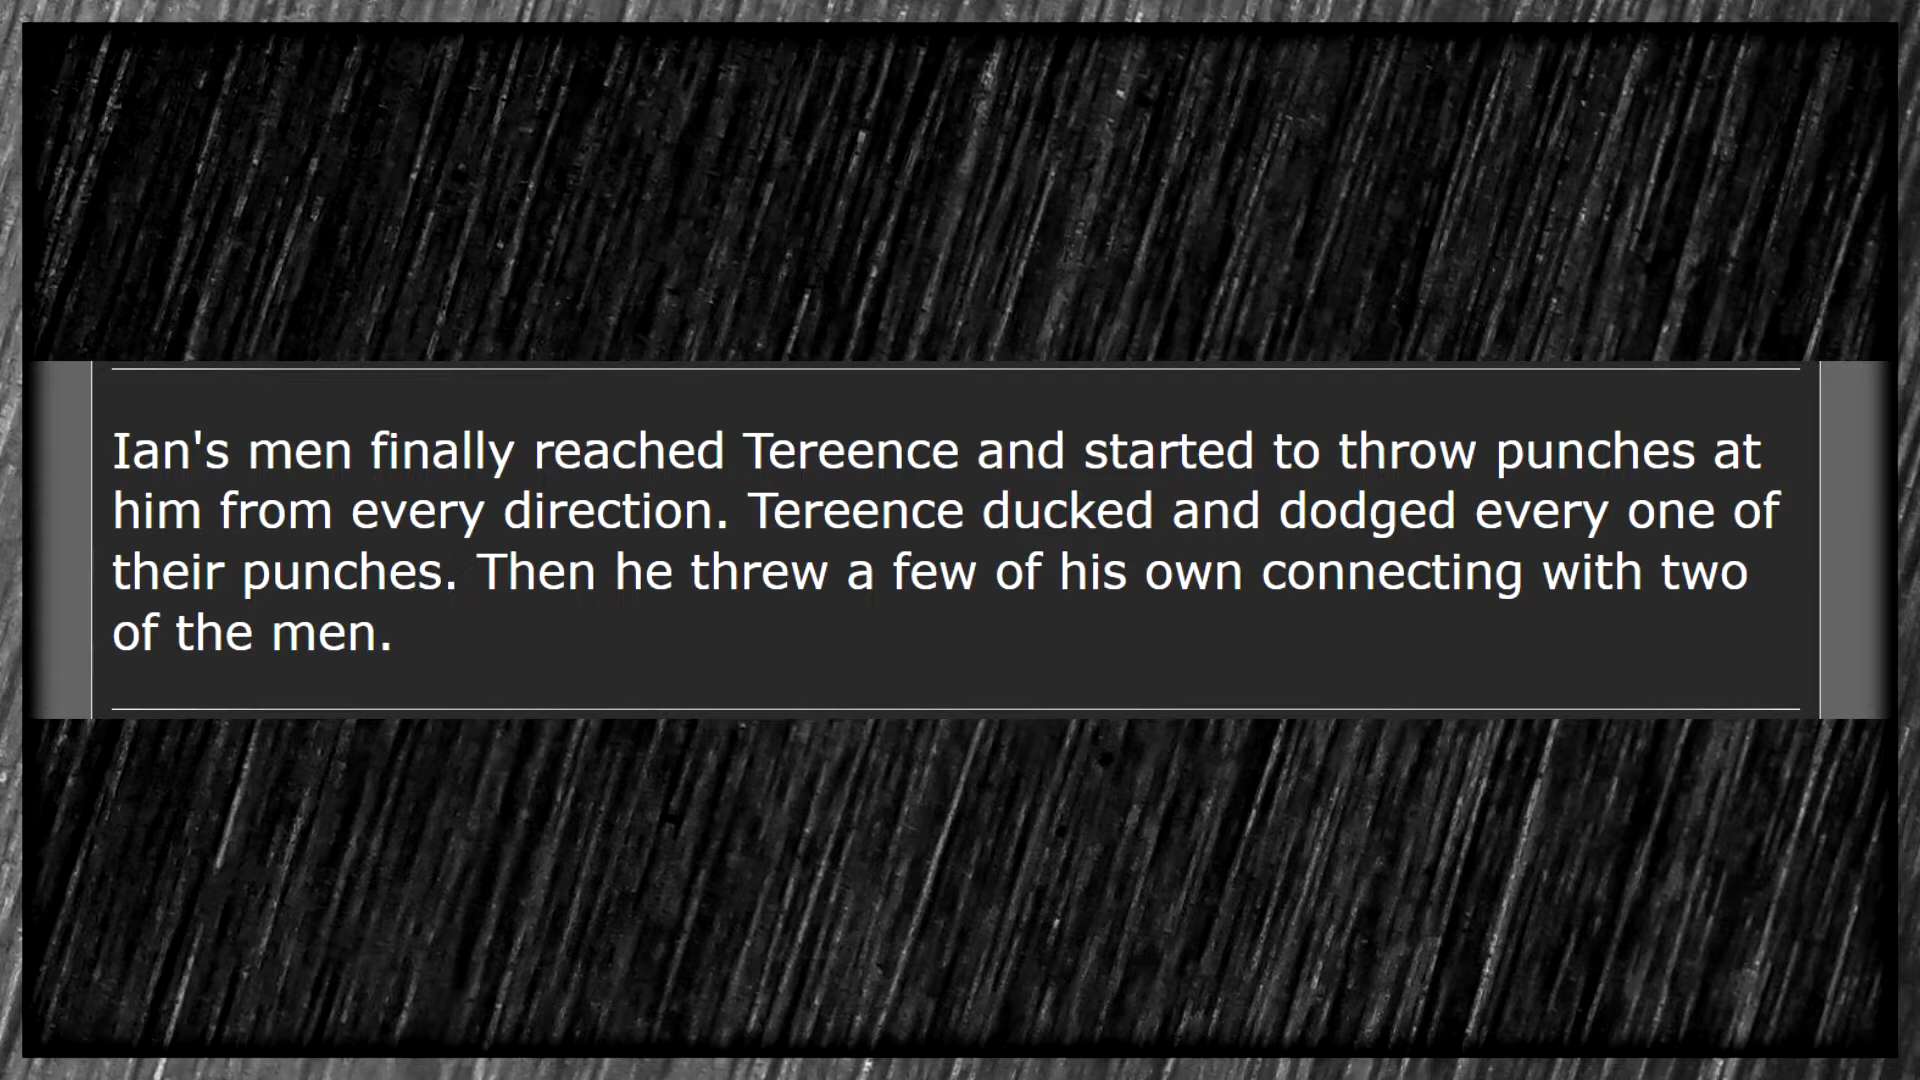 Ian's men finally reached Tereence and started to throw punches at
him from every direction. Tereence ducked and dodged every one of
their punches. Then he threw a few of his own connecting with two
of the men.